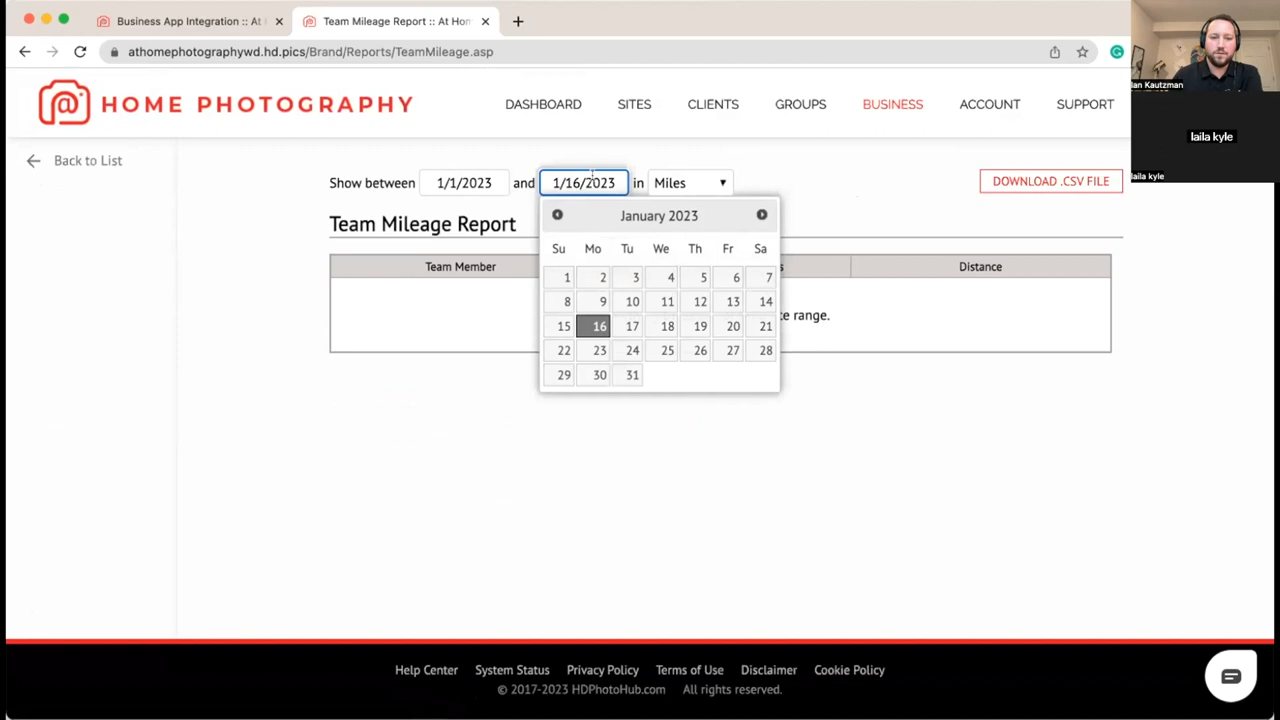 Business App Integration :: At
Team Mileage Report :: At Hom
athomephotographywd.hd.pics/Brand/Reports/TeamMileage.asp
@ HOME PHOTOGRAPHY
DASHBOARD SITES CLIENTS GROUPS BUSINESS ACCOUNT SUPPORT
ian Kautzman
laila kyle
laila kyle
Back to List
Show between 1/1/2023 and 1/16/2023 in Miles
DOWNLOAD .CSV FILE
Team Mileage Report
January 2023
Su Mo Tu We Th Fr Sa
1 2 3 4 5 6 7
8 9 10 11 12 13 14
15 16 17 18 19 20 21
22 23 24 25 26 27 28
29 30 31
Team Member Distance
range.
Help Center System Status Privacy Policy Terms of Use Disclaimer Cookie Policy
© 2017-2023 HDPhotoHub.com All rights reserved.